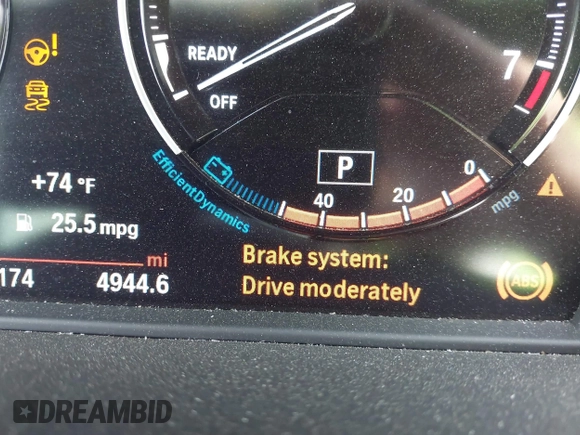 READY
OFF
7
+74 °F
25.5 mpg
mi
174 4944.6
EfficientDynamics
P
40 20 0
mpg
Brake system:
Drive moderately
ABS
DREAMBID